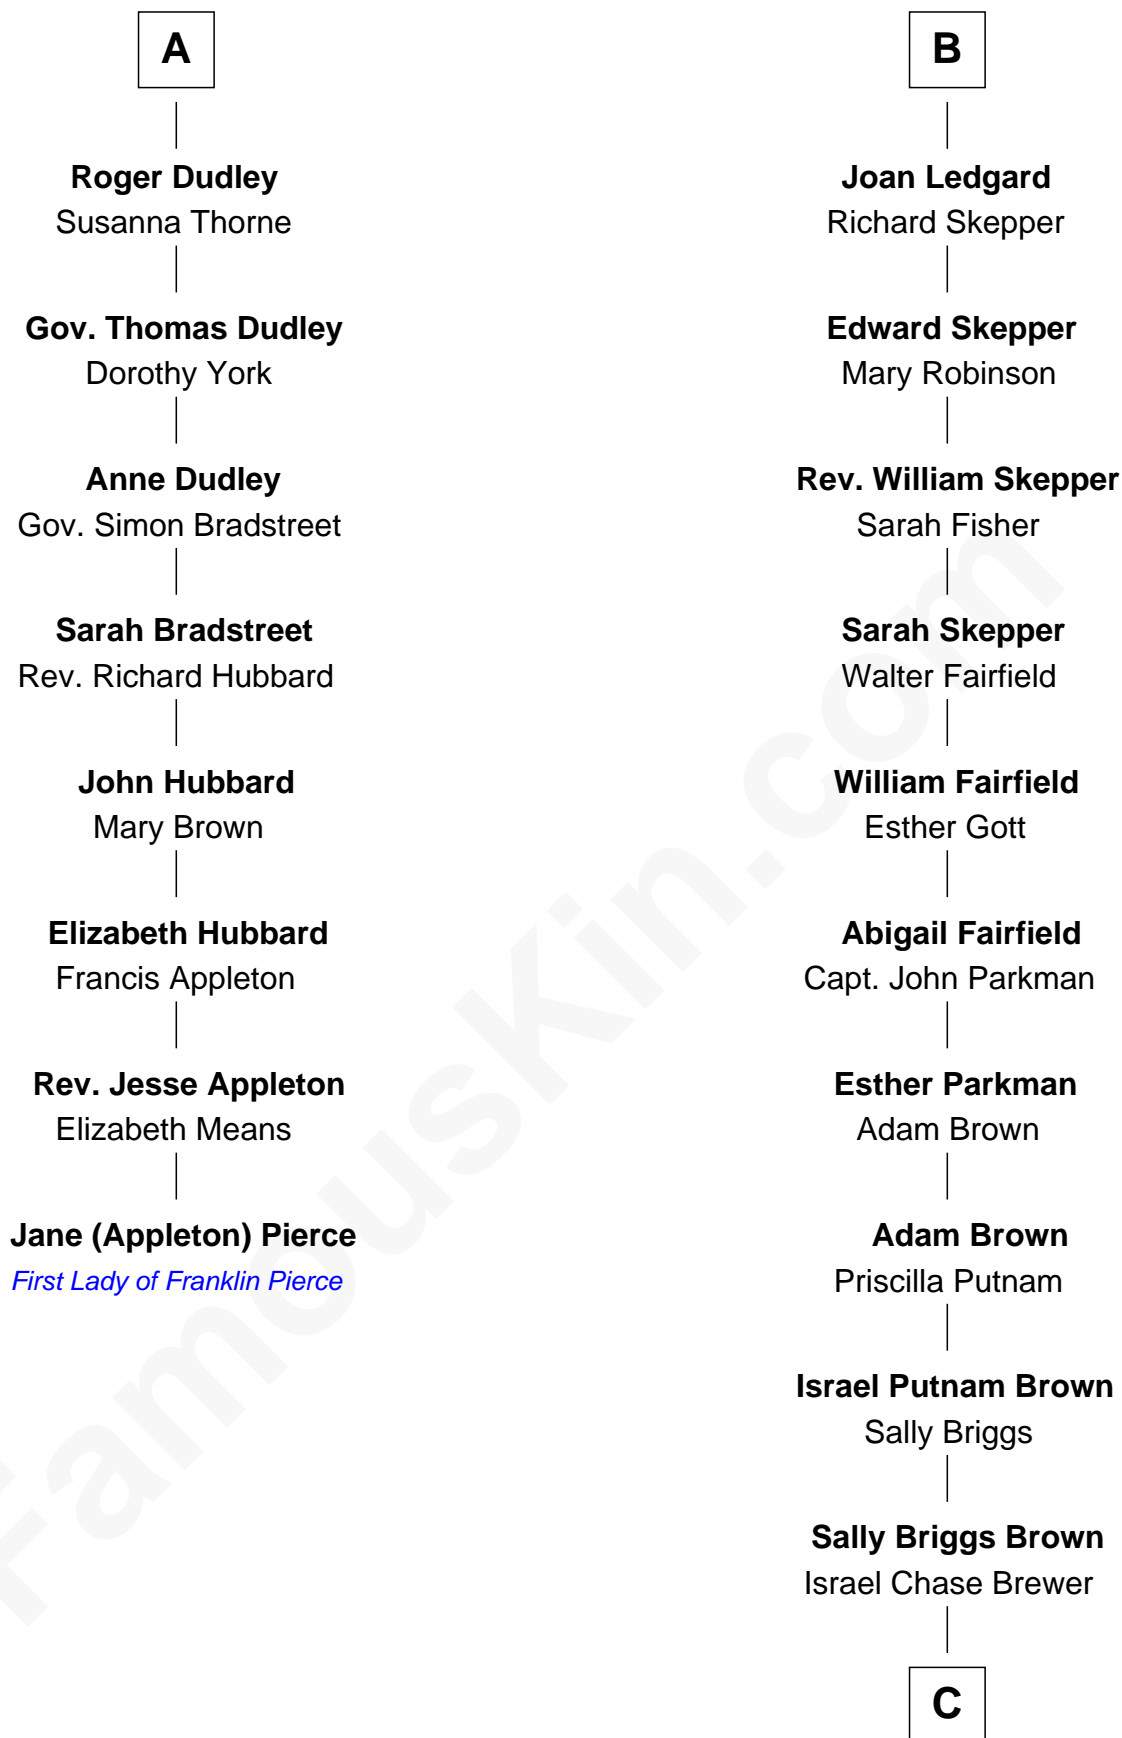 A
Roger Dudley
Susanna Thorne
Gov. Thomas Dudley
Dorothy York
Anne Dudley
Gov. Simon Bradstreet
Sarah Bradstreet
Rev. Richard Hubbard
John Hubbard
Mary Brown
Elizabeth Hubbard
Francis Appleton
Rev. Jesse Appleton
Elizabeth Means
Jane (Appleton) Pierce
First Lady of Franklin Pierce
B
Joan Ledgard
Richard Skepper
Edward Skepper
Mary Robinson
Rev. William Skepper
Sarah Fisher
Sarah Skepper
Walter Fairfield
William Fairfield
Esther Gott
Abigail Fairfield
Capt. John Parkman
Esther Parkman
Adam Brown
Adam Brown
Priscilla Putnam
Israel Putnam Brown
Sally Briggs
Sally Briggs Brown
Israel Chase Brewer
C
FamousKin.com